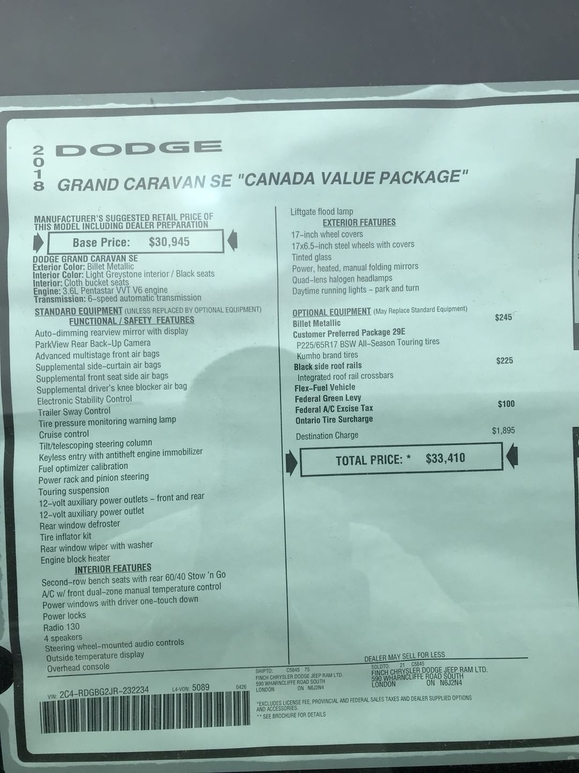 2018 DODGE
GRAND CARAVAN SE "CANADA VALUE PACKAGE"
MANUFACTURER'S SUGGESTED RETAIL PRICE OF
THIS MODEL INCLUDING DEALER PREPARATION
Base Price: $30,945
DODGE GRAND CARAVAN SE
Exterior Color: Billet Metallic
Interior Color: Light Greystone interior / Black seats
Interior: Cloth bucket seats
Engine: 3.6L Pentastar VVT V6 engine
Transmission: 6-speed automatic transmission
STANDARD EQUIPMENT (UNLESS REPLACED BY OPTIONAL EQUIPMENT)
FUNCTIONAL / SAFETY FEATURES
Auto-dimming rearview mirror with display
ParkView Rear Back-Up Camera
Advanced multistage front air bags
Supplemental side-curtain air bags
Supplemental front seat side air bags
Supplemental driver's knee blocker air bag
Electronic Stability Control
Trailer Sway Control
Tire pressure monitoring warning lamp
Cruise control
Tilt/telescoping steering column
Keyless entry with antitheft engine immobilizer
Fuel optimizer calibration
Power rack and pinion steering
Touring suspension
12-volt auxiliary power outlets - front and rear
12-volt auxiliary power outlet
Rear window defroster
Tire inflator kit
Rear window wiper with washer
Engine block heater
INTERIOR FEATURES
Second-row bench seats with rear 60/40 Stow 'n Go
A/C w/ front dual-zone manual temperature control
Power windows with driver one-touch down
Power locks
Radio 130
4 speakers
Steering wheel-mounted audio controls
Outside temperature display
Overhead console
Liftgate flood lamp
EXTERIOR FEATURES
17-inch wheel covers
17x6.5-inch steel wheels with covers
Tinted glass
Power, heated, manual folding mirrors
Quad-lens halogen headlamps
Daytime running lights - park and turn
OPTIONAL EQUIPMENT (May Replace Standard Equipment)
Billet Metallic $245
Customer Preferred Package 29E
P225/65R17 BSW All-Season Touring tires
Kumho brand tires
Black side roof rails $225
Integrated roof rail crossbars
Flex-Fuel Vehicle
Federal Green Levy
Federal A/C Excise Tax $100
Ontario Tire Surcharge
Destination Charge $1,895
TOTAL PRICE: * $33,410
DEALER MAY SELL FOR LESS
SHIPTO: C5845 75
FINCH CHRYSLER DODGE JEEP RAM LTD
590 WHARNCLIFFE ROAD SOUTH
LONDON ON N6J2N4
SOLDTO: 21 C5845
FINCH CHRYSLER DODGE JEEP RAM LTD.
590 WHARNCLIFFE ROAD SOUTH
LONDON ON N6J2N4
VIN: 2C4-RDGBG2JR-232234 L4-VON: 5089 0426
*EXCLUDES LICENSE FEE, PROVINCIAL AND FEDERAL SALES TAXES AND DEALER SUPPLIED OPTIONS
AND ACCESSORIES.
** SEE BROCHURE FOR DETAILS